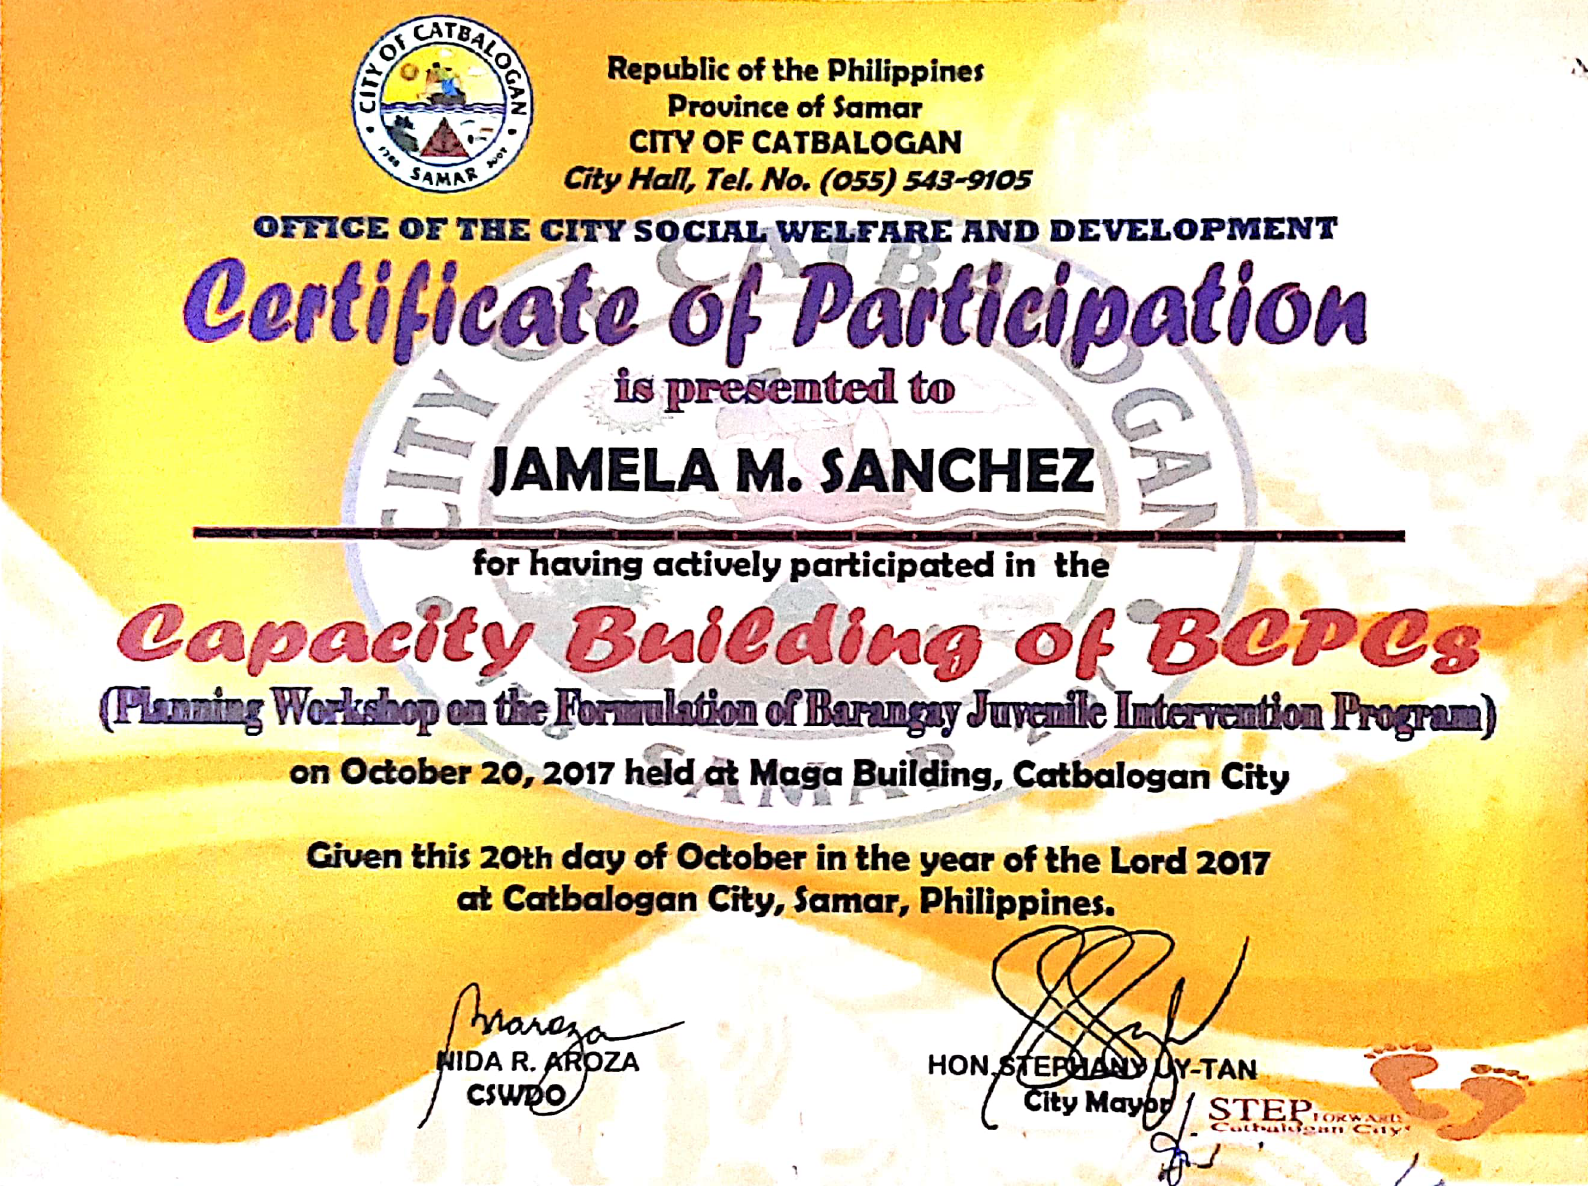 CITY OF CATBALOGAN
SAMAR
Republic of the Philippines
Province of Samar
CITY OF CATBALOGAN
City Hall, Tel. No. (055) 543-9105
OFFICE OF THE CITY SOCIAL WELFARE AND DEVELOPMENT
Certificate of Participation
is presented to
JAMELA M. SANCHEZ
for having actively participated in the
Capacity Building of BCPCs
(Planning Workshop on the Formulation of Barangay Juvenile Intervention Program)
on October 20, 2017 held at Maga Building, Catbalogan City
Given this 20th day of October in the year of the Lord 2017
at Catbalogan City, Samar, Philippines.
NIDA R. AROZA
CSWDO
HON. STEPHANY UY-TAN
City Mayor
STEP FORWARD
Catbalogan City
CITY OF CATBALOGAN
SAMAR